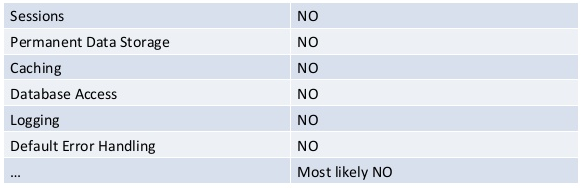 Sessions NO
Permanent Data Storage NO
Caching NO
Database Access NO
Logging NO
Default Error Handling NO
... Most likely NO